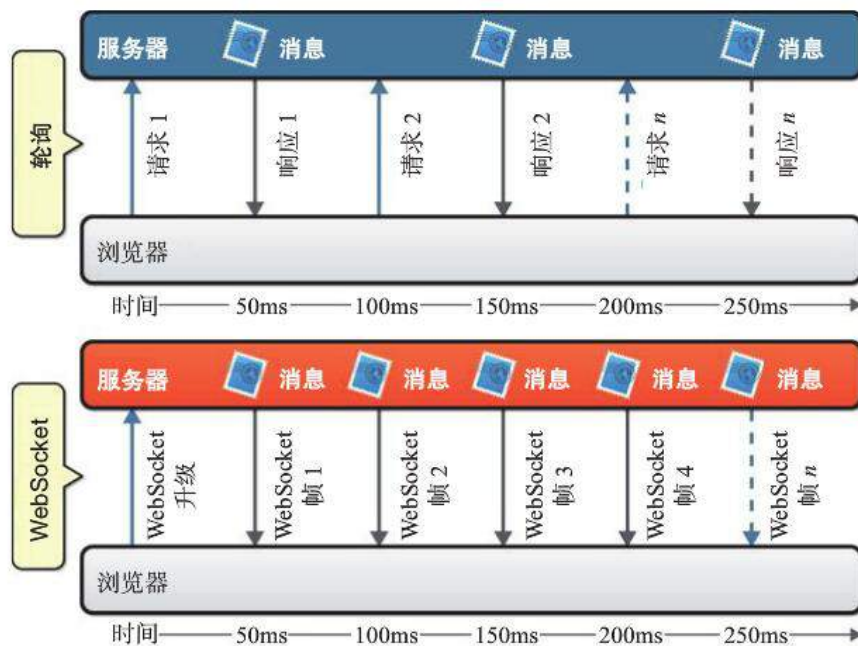 服务器 消息 消息 消息
轮询
请求 1
响应 1
请求 2
响应 2
请求 n
响应 n
浏览器
时间 50ms 100ms 150ms 200ms 250ms
服务器 消息 消息 消息 消息 消息
WebSocket
WebSocket
升级
WebSocket
帧 1
WebSocket
帧 2
WebSocket
帧 3
WebSocket
帧 4
WebSocket
帧 n
浏览器
时间 50ms 100ms 150ms 200ms 250ms